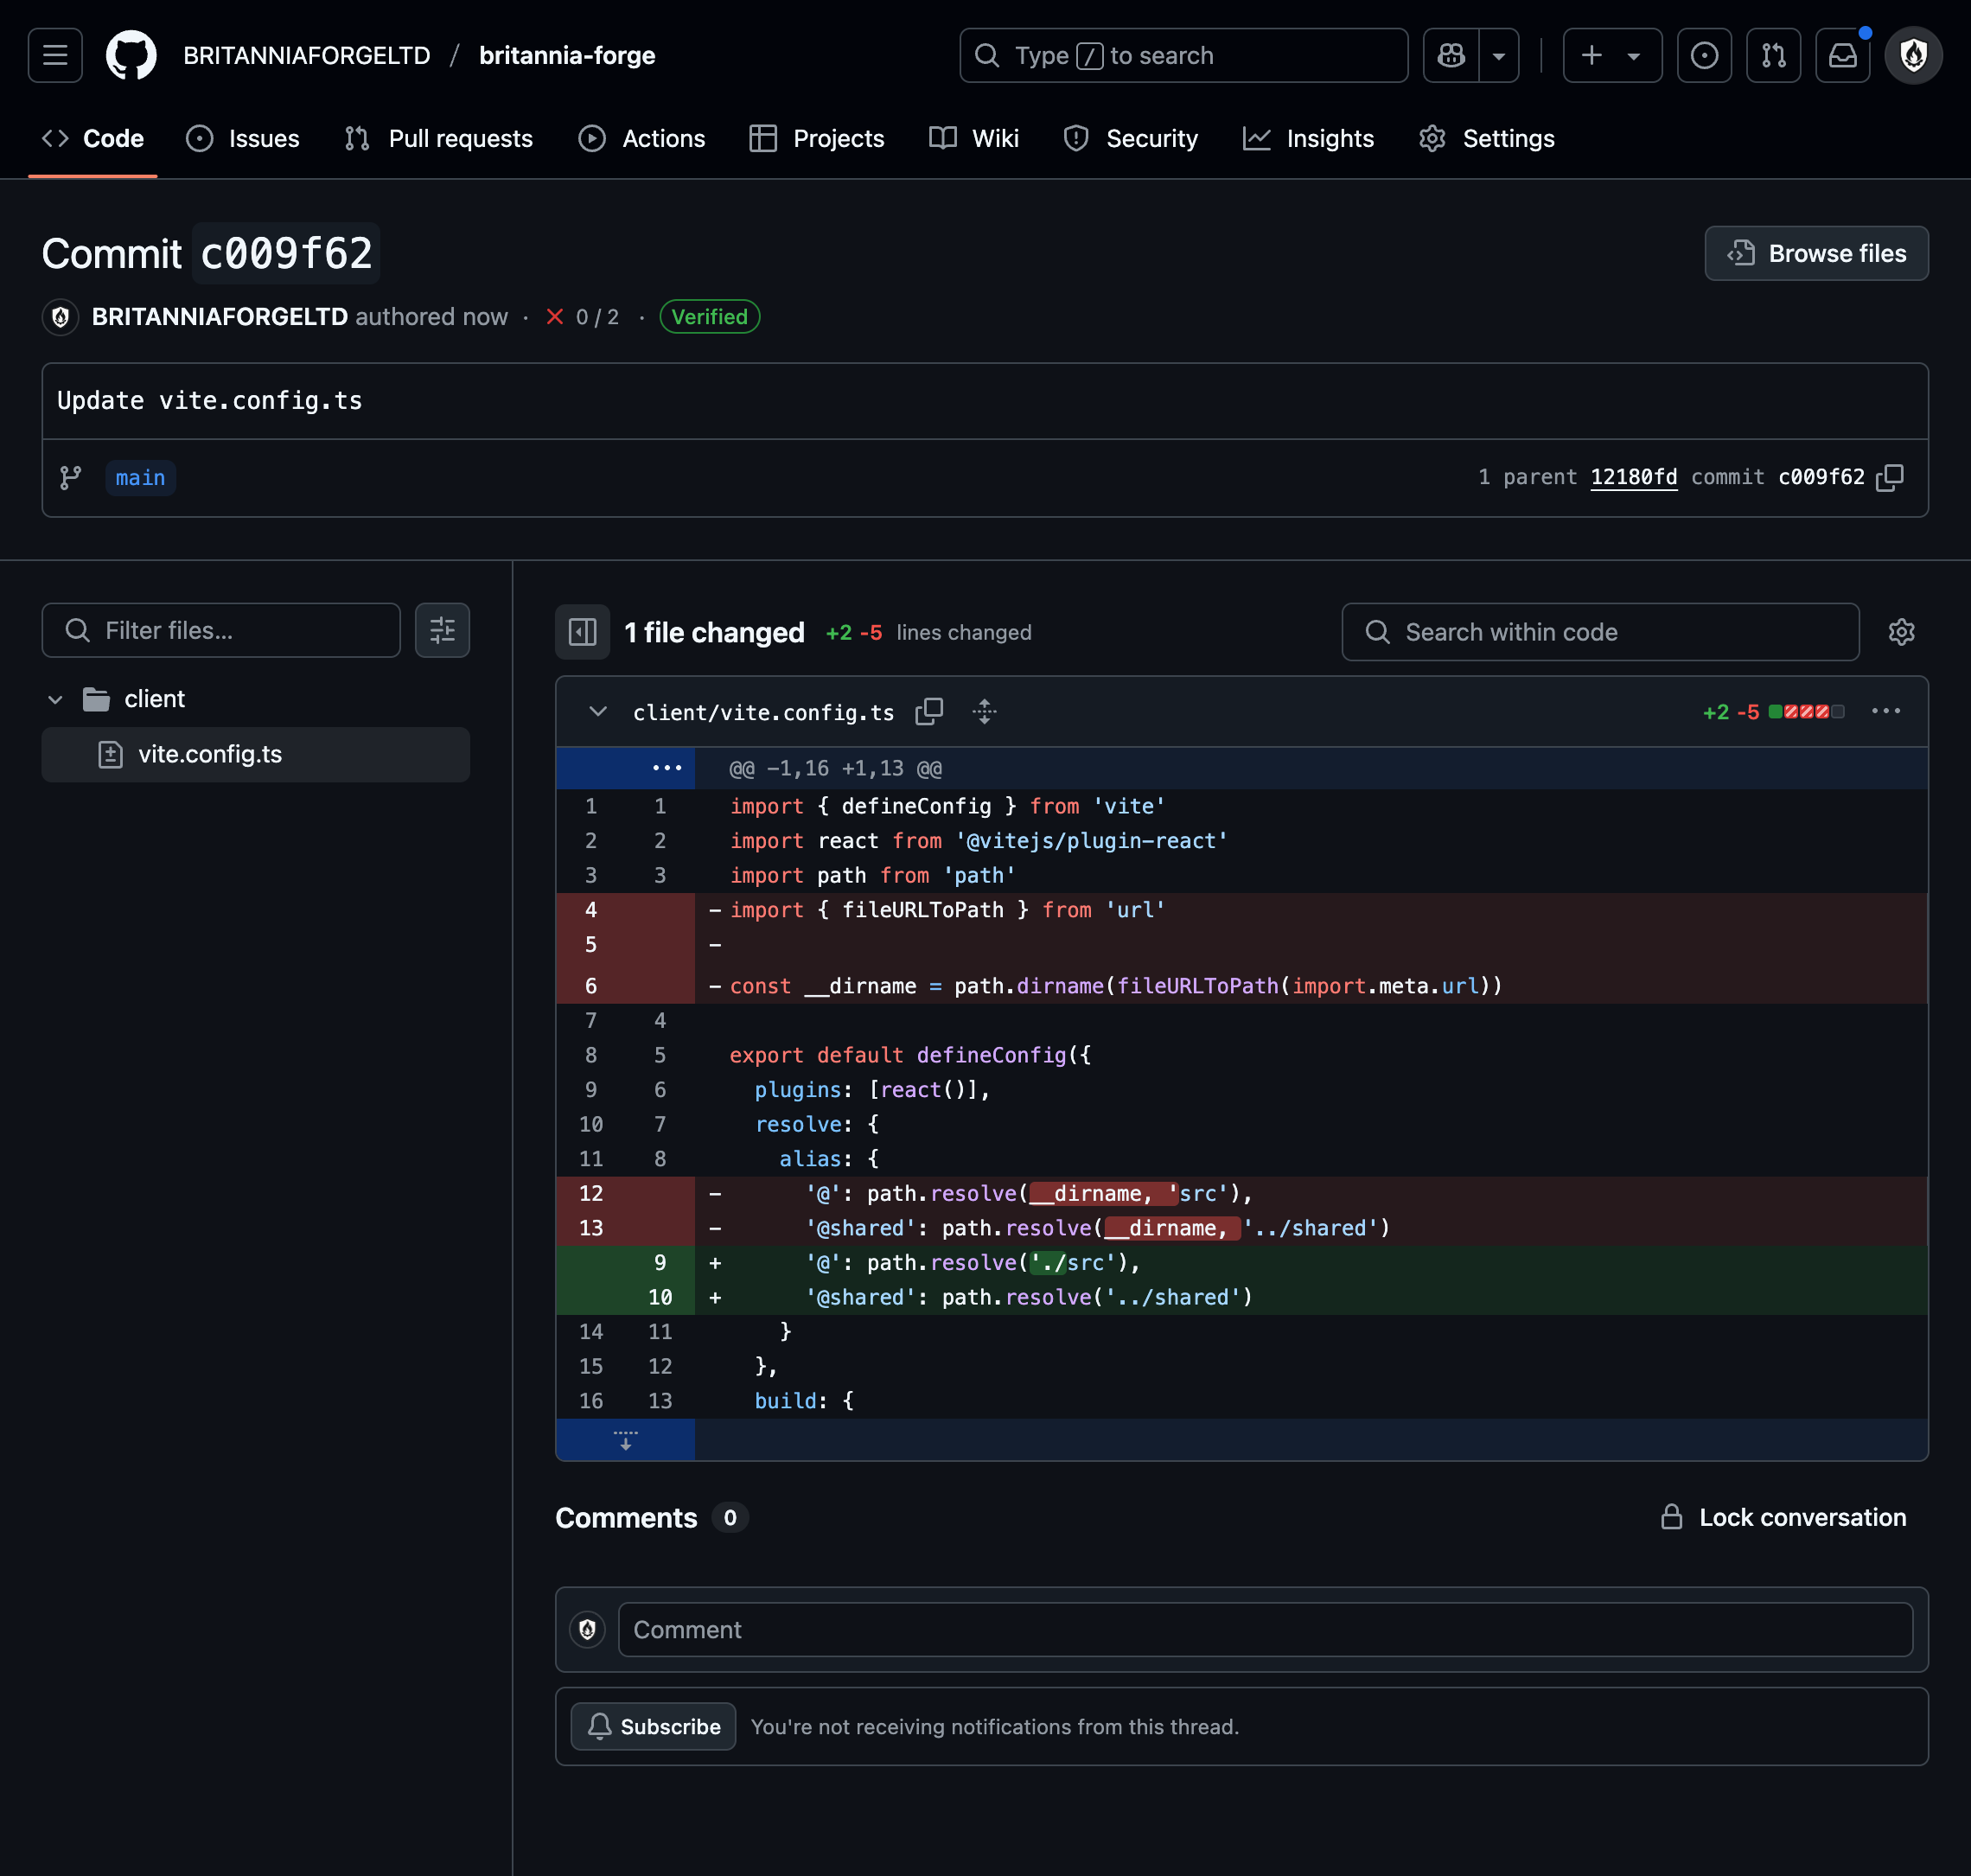 BRITANNIAFORGELTD / britannia-forge
Type / to search
Code
Issues
Pull requests
Actions
Projects
Wiki
Security
Insights
Settings
Commit c009f62
Browse files
BRITANNIAFORGELTD authored now · 0 / 2 · Verified
Update vite.config.ts
main
1 parent 12180fd commit c009f62
Filter files...
client
vite.config.ts
1 file changed +2 -5 lines changed
Search within code
client/vite.config.ts
+2 -5
@@ -1,16 +1,13 @@
1 1 import { defineConfig } from 'vite'
2 2 import react from '@vitejs/plugin-react'
3 3 import path from 'path'
4 - import { fileURLToPath } from 'url'
5 -
6 - const __dirname = path.dirname(fileURLToPath(import.meta.url))
7 4
8 5 export default defineConfig({
9 6 plugins: [react()],
10 7 resolve: {
11 8 alias: {
12 - '@': path.resolve(__dirname, 'src'),
13 - '@shared': path.resolve(__dirname, '../shared')
9 + '@': path.resolve('./src'),
10 + '@shared': path.resolve('../shared')
14 11 }
15 12 },
16 13 build: {
Comments 0
Lock conversation
Comment
Subscribe
You're not receiving notifications from this thread.